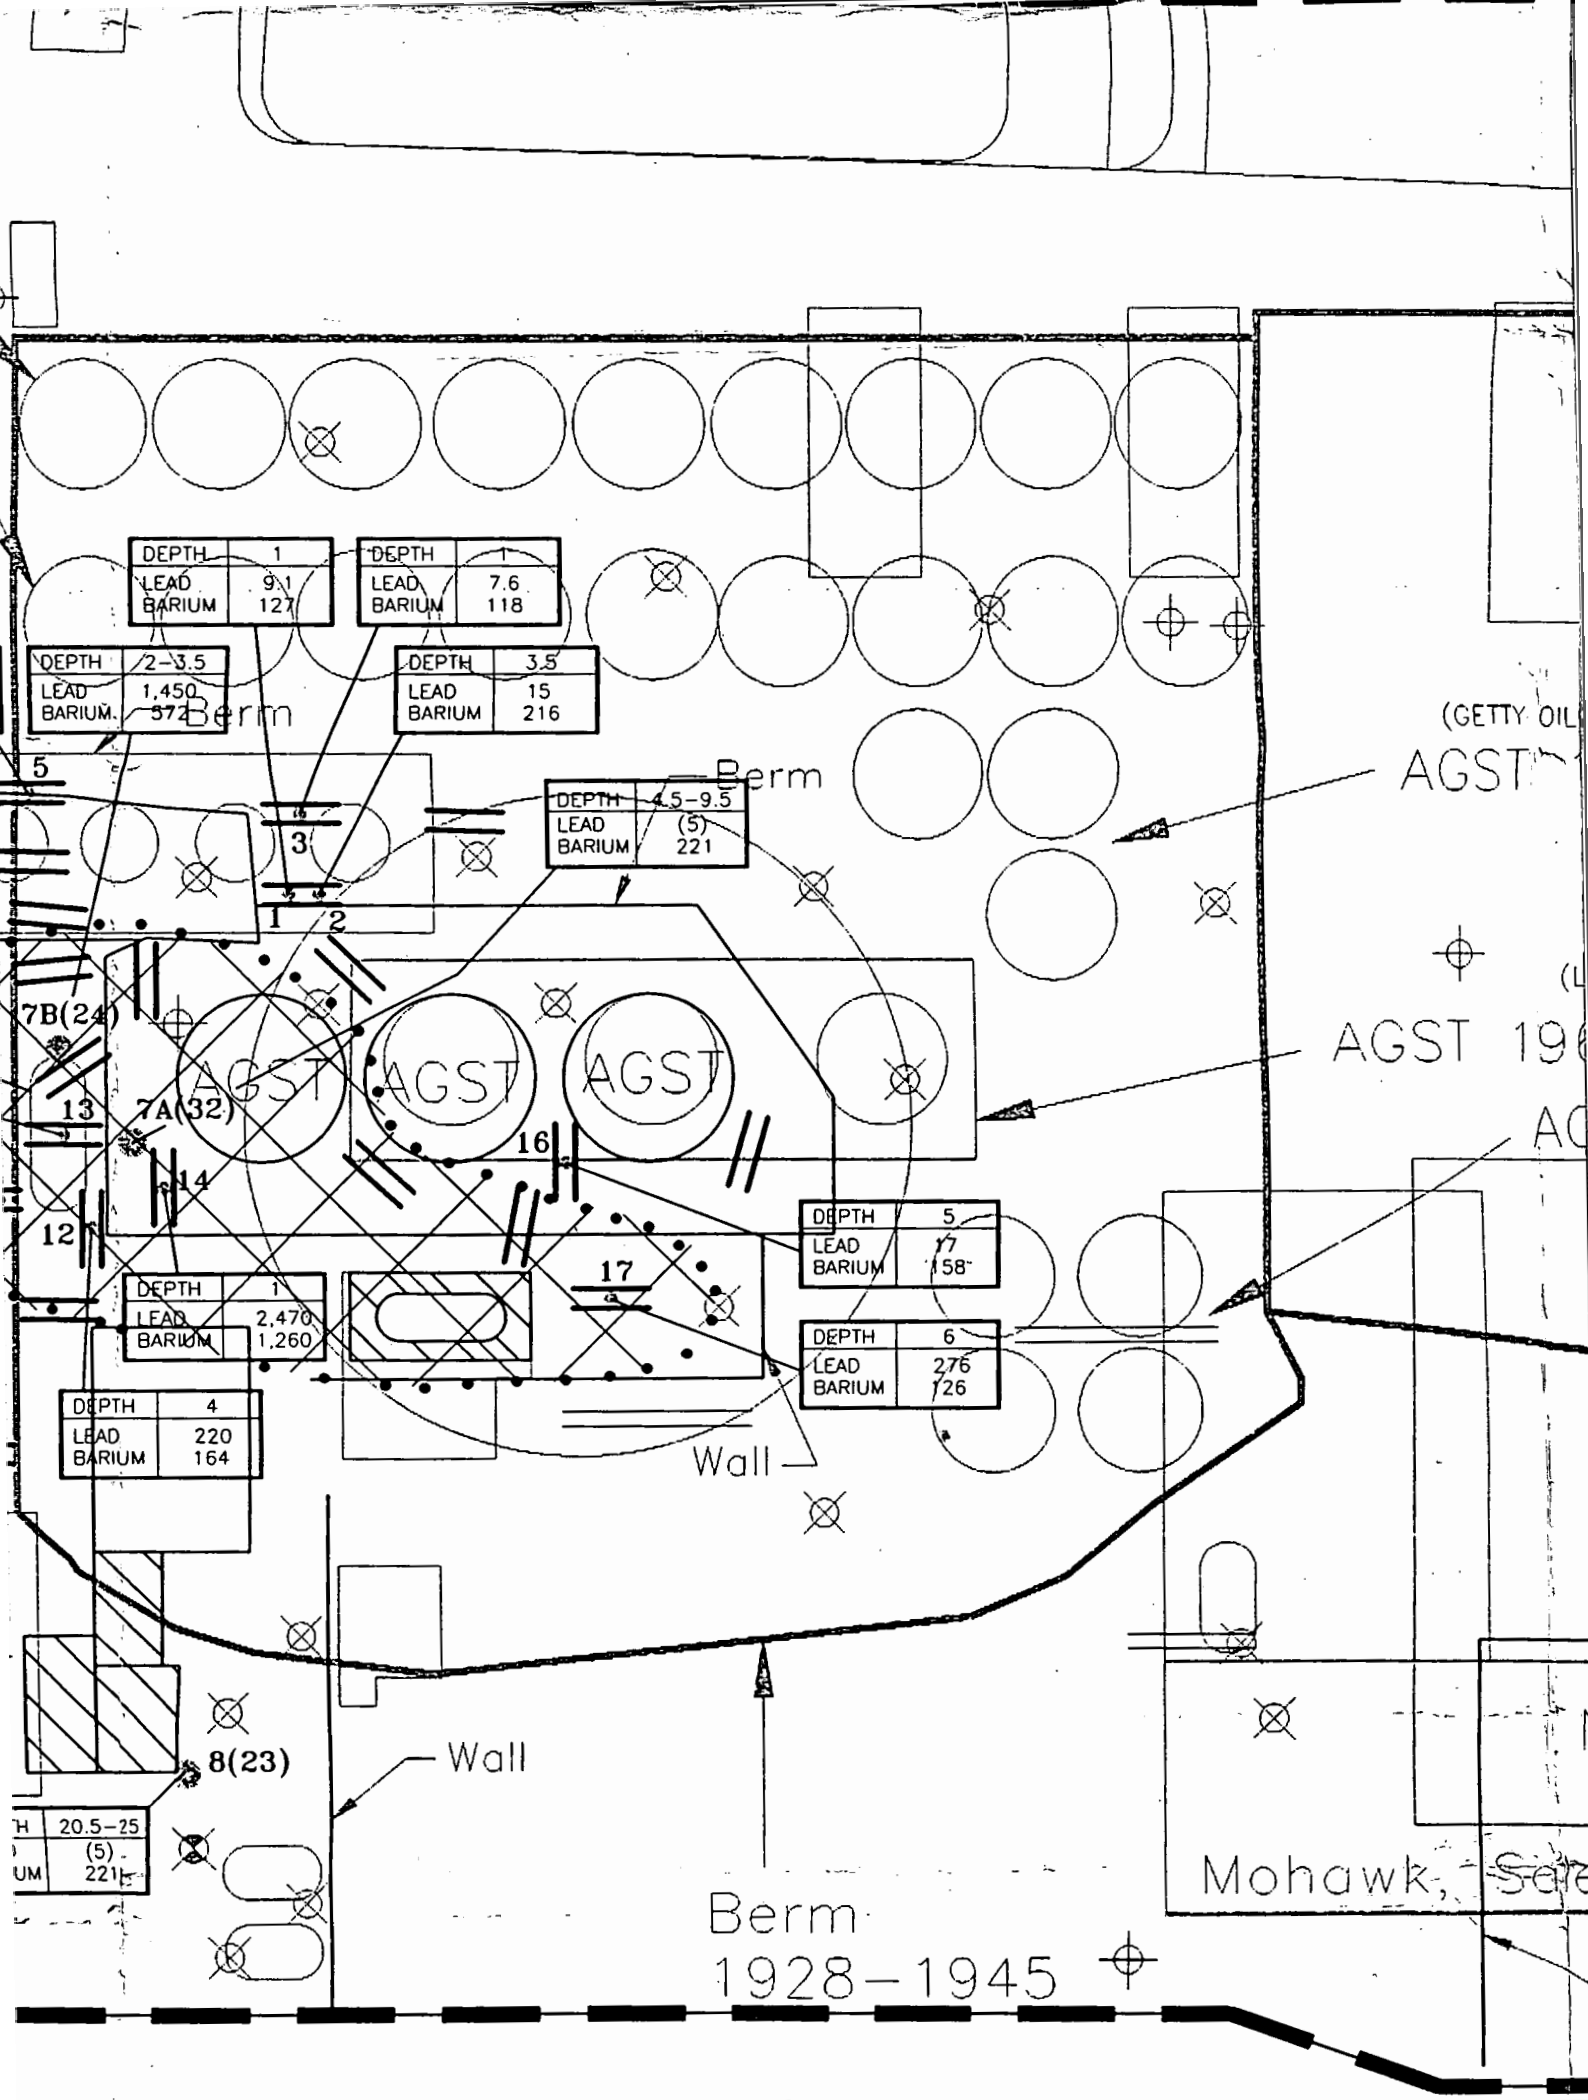 DEPTH 1
LEAD 9.1
BARIUM 127
DEPTH 1
LEAD 7.6
BARIUM 118
DEPTH 2-3.5
LEAD 1,450
BARIUM 572
DEPTH 3.5
LEAD 15
BARIUM 216
Berm
(GETTY OIL
AGST
5
Berm
DEPTH 4.5-9.5
LEAD (5)
BARIUM 221
3
1
2
7B(24)
AGST
AGST
AGST
AGST 19
13
7A(32)
16
14
12
DEPTH 5
LEAD 17
BARIUM 158
17
DEPTH 1
LEAD 2,470
BARIUM 1,260
DEPTH 6
LEAD 276
BARIUM 126
DEPTH 4
LEAD 220
BARIUM 164
Wall
Wall
8(23)
20.5-25
(5)
UM 221
Mohawk,
Berm
1928-1945